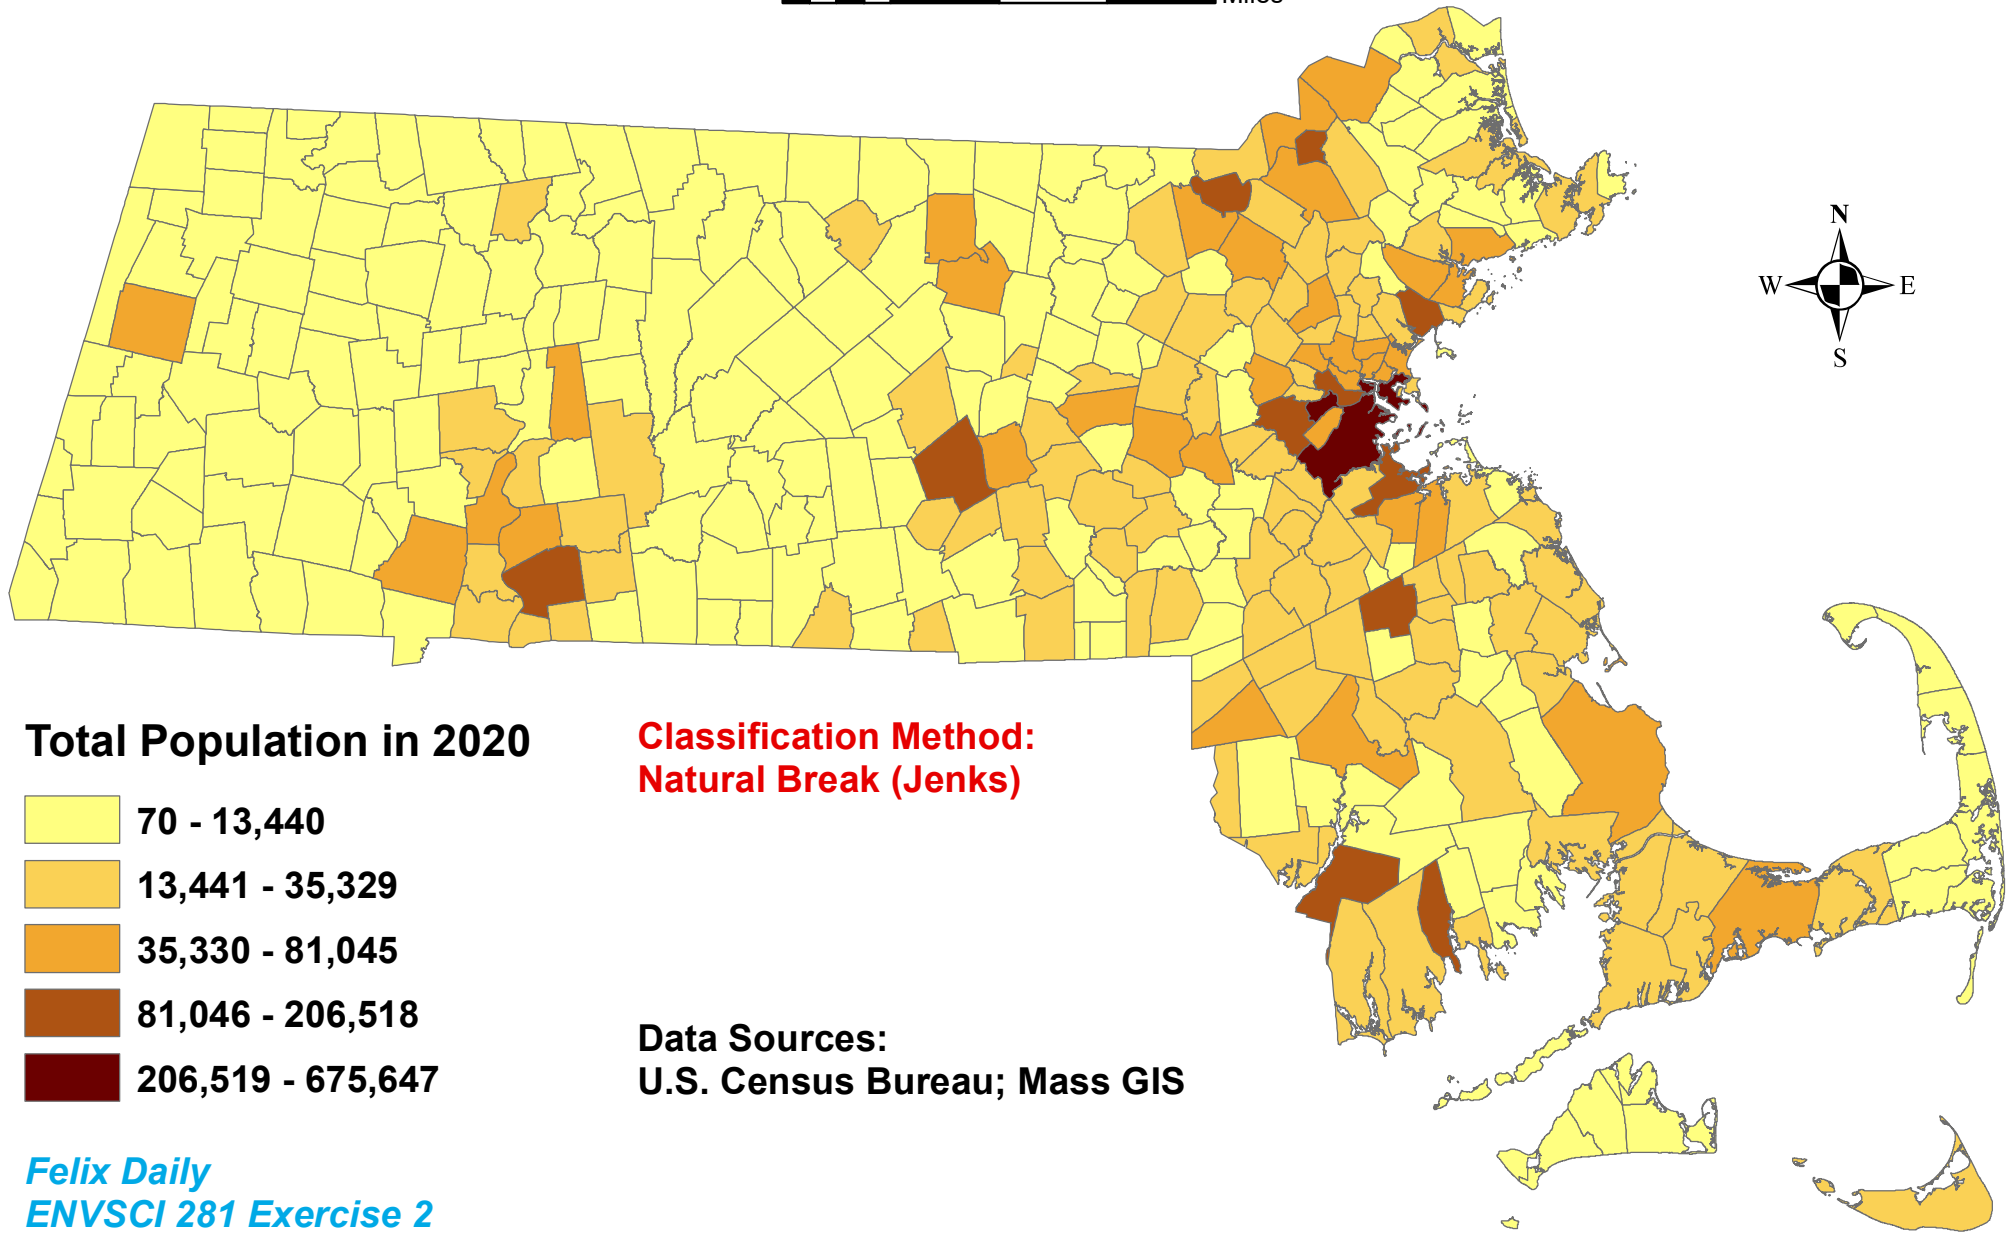 Miles
N
W E
S
Total Population in 2020
70 - 13,440
13,441 - 35,329
35,330 - 81,045
81,046 - 206,518
206,519 - 675,647
Classification Method:
Natural Break (Jenks)
Data Sources:
U.S. Census Bureau; Mass GIS
Felix Daily
ENVSCI 281 Exercise 2